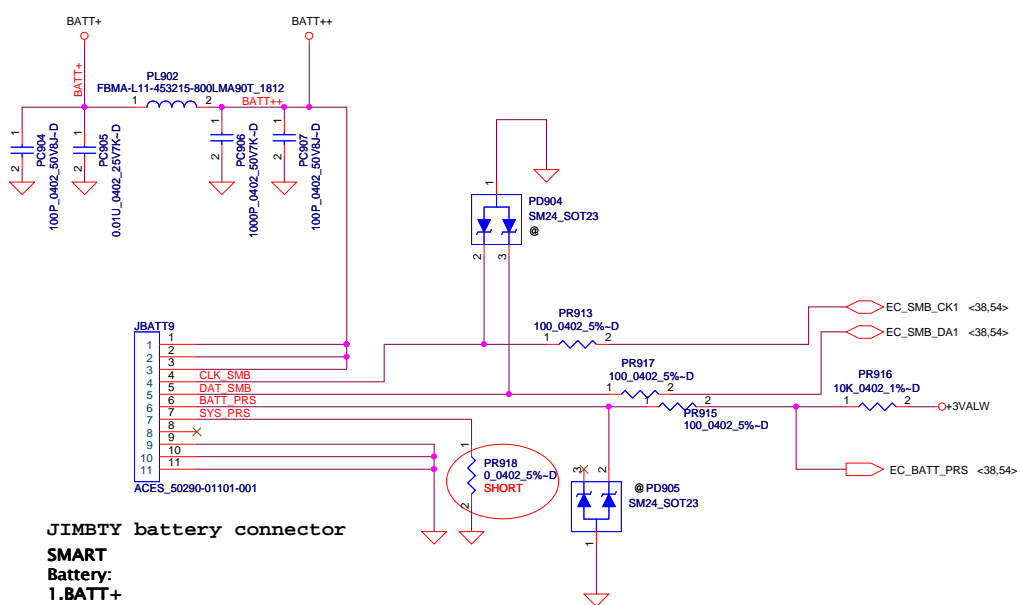 BATT+
BATT++
BATT+
PL902
FBMA-L11-453215-800LMA90T_1812
1
2
BATT++
1
2
PC904
100P_0402_50V8J~D
1
2
PC905
0.01U_0402_25V7K~D
1
2
PC906
1000P_0402_50V7K~D
1
2
PC907
100P_0402_50V8J~D
1
PD904
SM24_SOT23
@
2
3
PR913
100_0402_5%~D
1
2
EC_SMB_CK1 <38,54>
EC_SMB_DA1 <38,54>
PR917
100_0402_5%~D
1
2
PR916
10K_0402_1%~D
1
2
+3VALW
1
2
PR915
100_0402_5%~D
EC_BATT_PRS <38,54>
JBATT9
1 1
2 2
3 3
4 4 CLK_SMB
5 5 DAT_SMB
6 6 BATT_PRS
7 7 SYS_PRS
8 8
9 9
10 10
11 11
ACES_50290-01101-001
1
PR918
0_0402_5%~D
SHORT
2
3
2
@ PD905
SM24_SOT23
1
JIMBTY battery connector
SMART
Battery:
1.BATT+